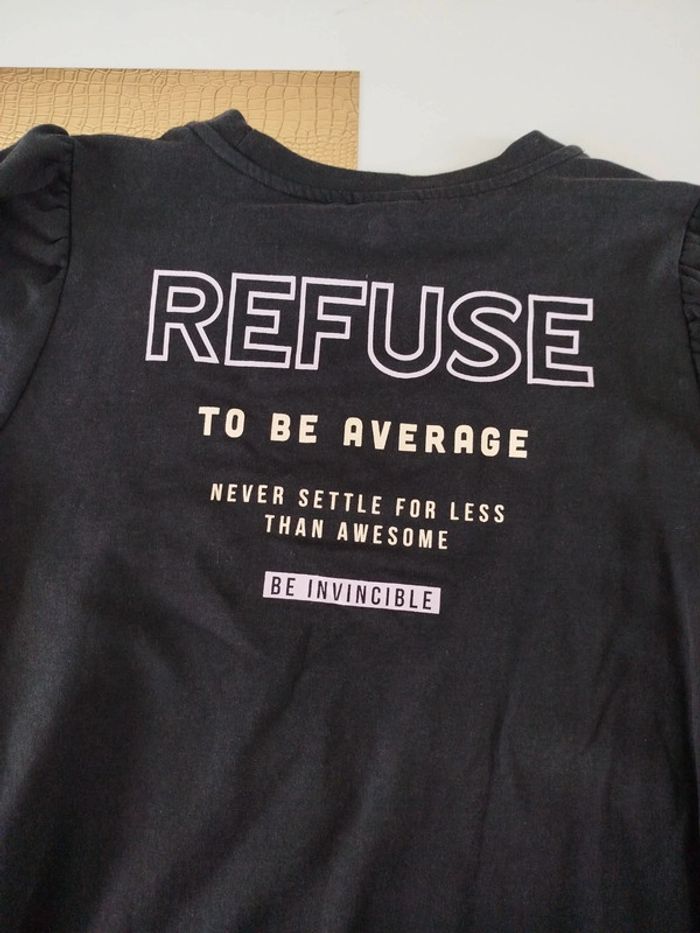 REFUSE
TO BE AVERAGE
NEVER SETTLE FOR LESS
THAN AWESOME
BE INVINCIBLE